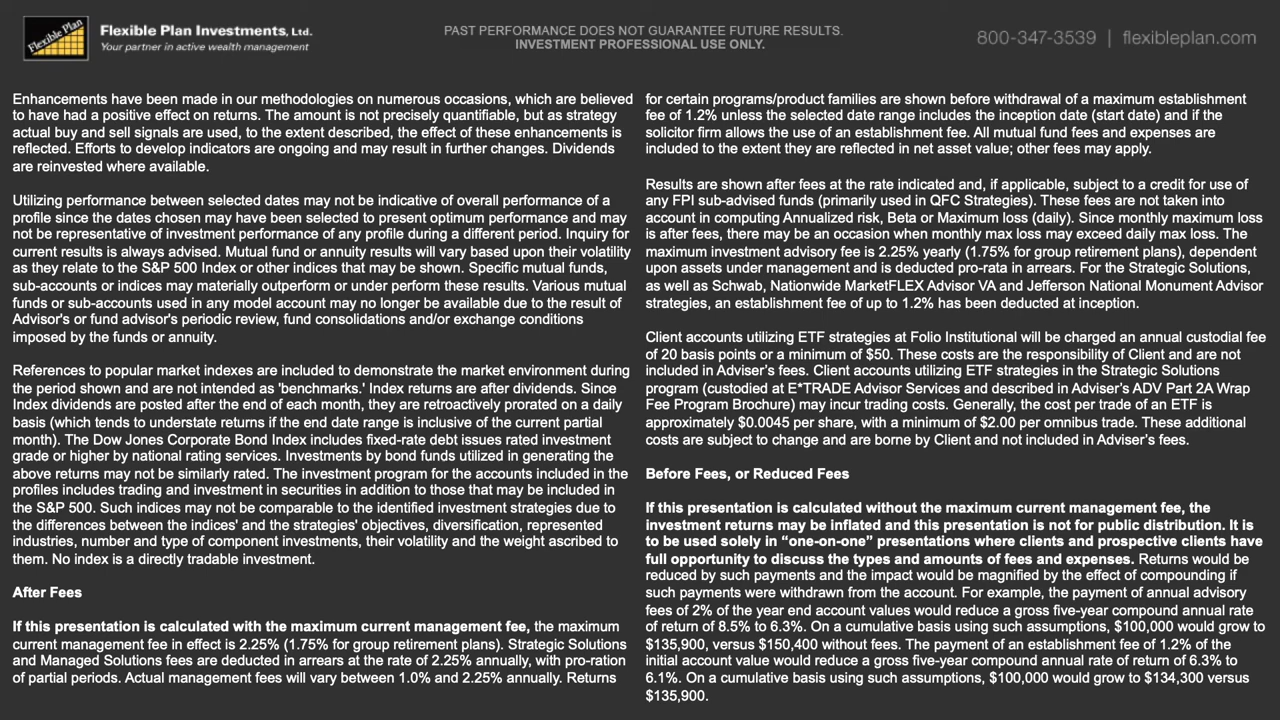 Flexible Plan
Flexible Plan Investments, Ltd.
Your partner in active wealth management
PAST PERFORMANCE DOES NOT GUARANTEE FUTURE RESULTS.
INVESTMENT PROFESSIONAL USE ONLY.
800-347-3539 | flexibleplan.com
Enhancements have been made in our methodologies on numerous occasions, which are believed
to have had a positive effect on returns. The amount is not precisely quantifiable, but as strategy
actual buy and sell signals are used, to the extent described, the effect of these enhancements is
reflected. Efforts to develop indicators are ongoing and may result in further changes. Dividends
are reinvested where available.
Utilizing performance between selected dates may not be indicative of overall performance of a
profile since the dates chosen may have been selected to present optimum performance and may
not be representative of investment performance of any profile during a different period. Inquiry for
current results is always advised. Mutual fund or annuity results will vary based upon their volatility
as they relate to the S&P 500 Index or other indices that may be shown. Specific mutual funds,
sub-accounts or indices may materially outperform or under perform these results. Various mutual
funds or sub-accounts used in any model account may no longer be available due to the result of
Advisor's or fund advisor's periodic review, fund consolidations and/or exchange conditions
imposed by the funds or annuity.
References to popular market indexes are included to demonstrate the market environment during
the period shown and are not intended as 'benchmarks.' Index returns are after dividends. Since
Index dividends are posted after the end of each month, they are retroactively prorated on a daily
basis (which tends to understate returns if the end date range is inclusive of the current partial
month). The Dow Jones Corporate Bond Index includes fixed-rate debt issues rated investment
grade or higher by national rating services. Investments by bond funds utilized in generating the
above returns may not be similarly rated. The investment program for the accounts included in the
profiles includes trading and investment in securities in addition to those that may be included in
the S&P 500. Such indices may not be comparable to the identified investment strategies due to
the differences between the indices' and the strategies' objectives, diversification, represented
industries, number and type of component investments, their volatility and the weight ascribed to
them. No index is a directly tradable investment.
After Fees
If this presentation is calculated with the maximum current management fee, the maximum
current management fee in effect is 2.25% (1.75% for group retirement plans). Strategic Solutions
and Managed Solutions fees are deducted in arrears at the rate of 2.25% annually, with pro-ration
of partial periods. Actual management fees will vary between 1.0% and 2.25% annually. Returns
for certain programs/product families are shown before withdrawal of a maximum establishment
fee of 1.2% unless the selected date range includes the inception date (start date) and if the
solicitor firm allows the use of an establishment fee. All mutual fund fees and expenses are
included to the extent they are reflected in net asset value; other fees may apply.
Results are shown after fees at the rate indicated and, if applicable, subject to a credit for use of
any FPI sub-advised funds (primarily used in QFC Strategies). These fees are not taken into
account in computing Annualized risk, Beta or Maximum loss (daily). Since monthly maximum loss
is after fees, there may be an occasion when monthly max loss may exceed daily max loss. The
maximum investment advisory fee is 2.25% yearly (1.75% for group retirement plans), dependent
upon assets under management and is deducted pro-rata in arrears. For the Strategic Solutions,
as well as Schwab, Nationwide MarketFLEX Advisor VA and Jefferson National Monument Advisor
strategies, an establishment fee of up to 1.2% has been deducted at inception.
Client accounts utilizing ETF strategies at Folio Institutional will be charged an annual custodial fee
of 20 basis points or a minimum of $50. These costs are the responsibility of Client and are not
included in Adviser's fees. Client accounts utilizing ETF strategies in the Strategic Solutions
program (custodied at E*TRADE Advisor Services and described in Adviser's ADV Part 2A Wrap
Fee Program Brochure) may incur trading costs. Generally, the cost per trade of an ETF is
approximately $0.0045 per share, with a minimum of $2.00 per omnibus trade. These additional
costs are subject to change and are borne by Client and not included in Adviser's fees.
Before Fees, or Reduced Fees
If this presentation is calculated without the maximum current management fee, the
investment returns may be inflated and this presentation is not for public distribution. It is
to be used solely in “one-on-one” presentations where clients and prospective clients have
full opportunity to discuss the types and amounts of fees and expenses. Returns would be
reduced by such payments and the impact would be magnified by the effect of compounding if
such payments were withdrawn from the account. For example, the payment of annual advisory
fees of 2% of the year end account values would reduce a gross five-year compound annual rate
of return of 8.5% to 6.3%. On a cumulative basis using such assumptions, $100,000 would grow to
$135,900, versus $150,400 without fees. The payment of an establishment fee of 1.2% of the
initial account value would reduce a gross five-year compound annual rate of return of 6.3% to
6.1%. On a cumulative basis using such assumptions, $100,000 would grow to $134,300 versus
$135,900.